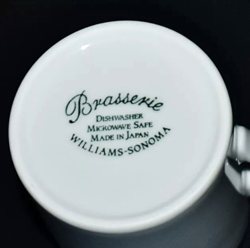 Brasserie
DISHWASHER
MICROWAVE SAFE
MADE IN JAPAN
WILLIAMS-SONOMA